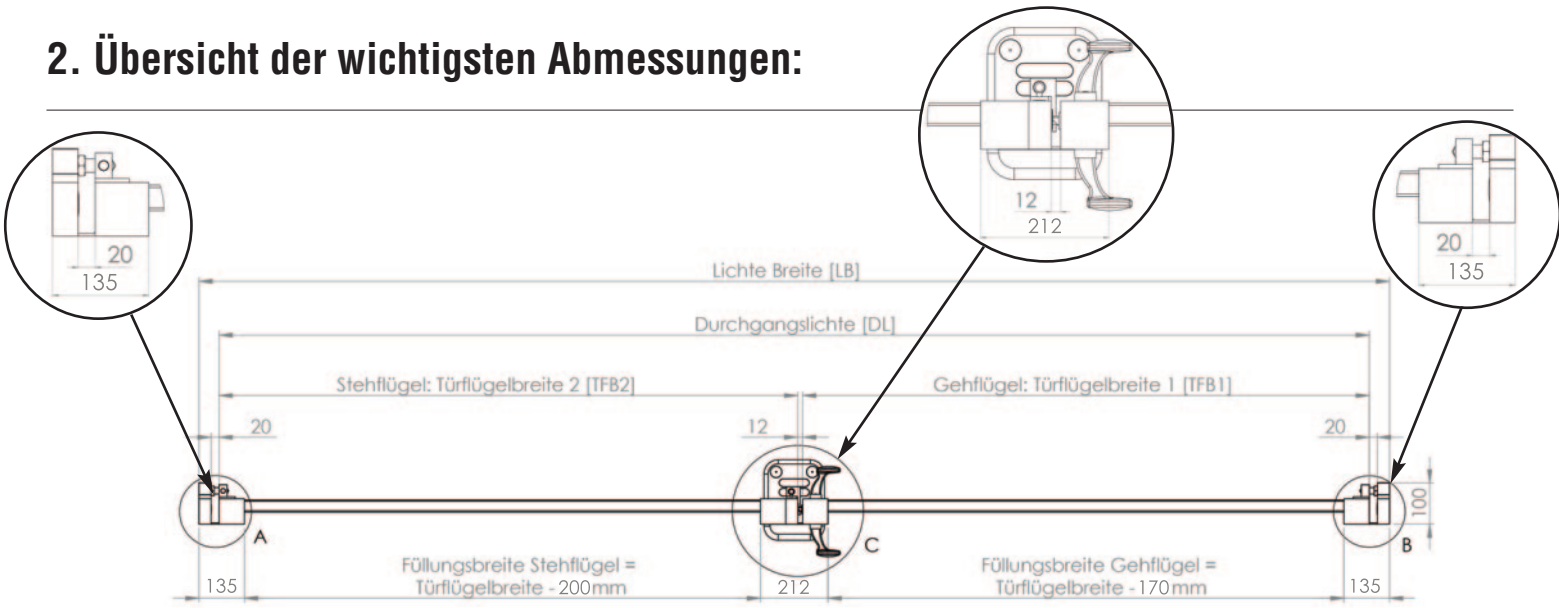 2. Übersicht der wichtigsten Abmessungen:
20
135
12
212
20
135
Lichte Breite [LB]
Durchgangslichte [DL]
Stehflügel: Türflügelbreite 2 [TFB2]
Gehflügel: Türflügelbreite 1 [TFB1]
20
12
20
100
A
C
B
Füllungsbreite Stehflügel =
Türflügelbreite - 200mm
Füllungsbreite Gehflügel =
Türflügelbreite - 170mm
135
212
135